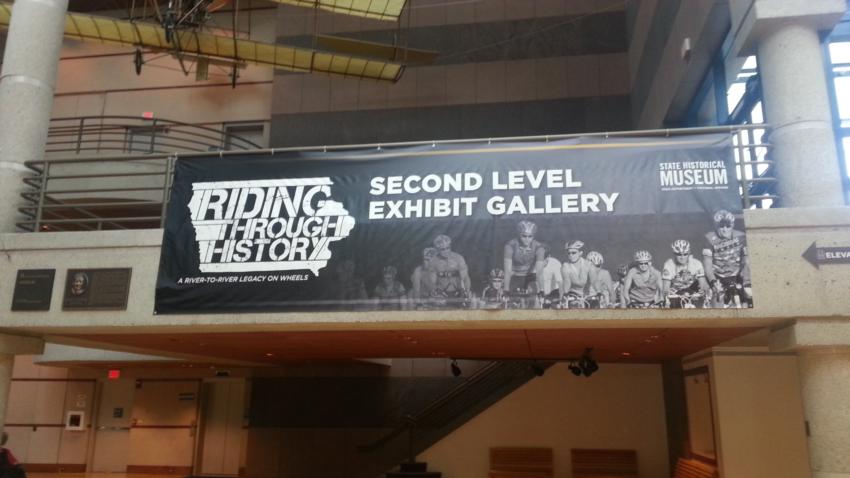 RIDING
THROUGH
HISTORY
A RIVER-TO-RIVER LEGACY ON WHEELS
SECOND LEVEL
EXHIBIT GALLERY
STATE HISTORICAL
MUSEUM
ELEVA